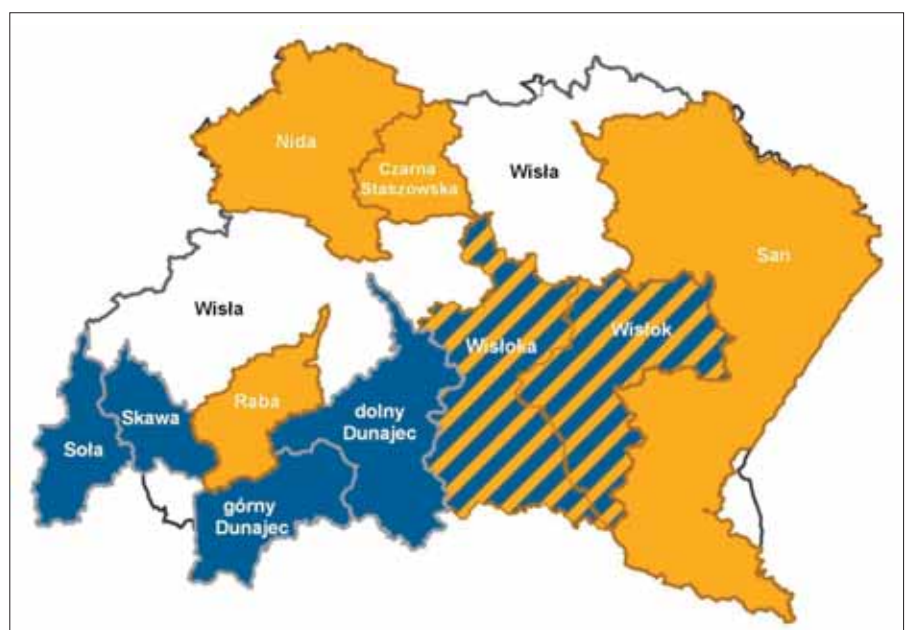 Nida
Czarna
Staszowska
Wisła
San
Wisła
Wisłoka
Wisłok
Raba
dolny
Dunajec
Skawa
Soła
górny
Dunajec